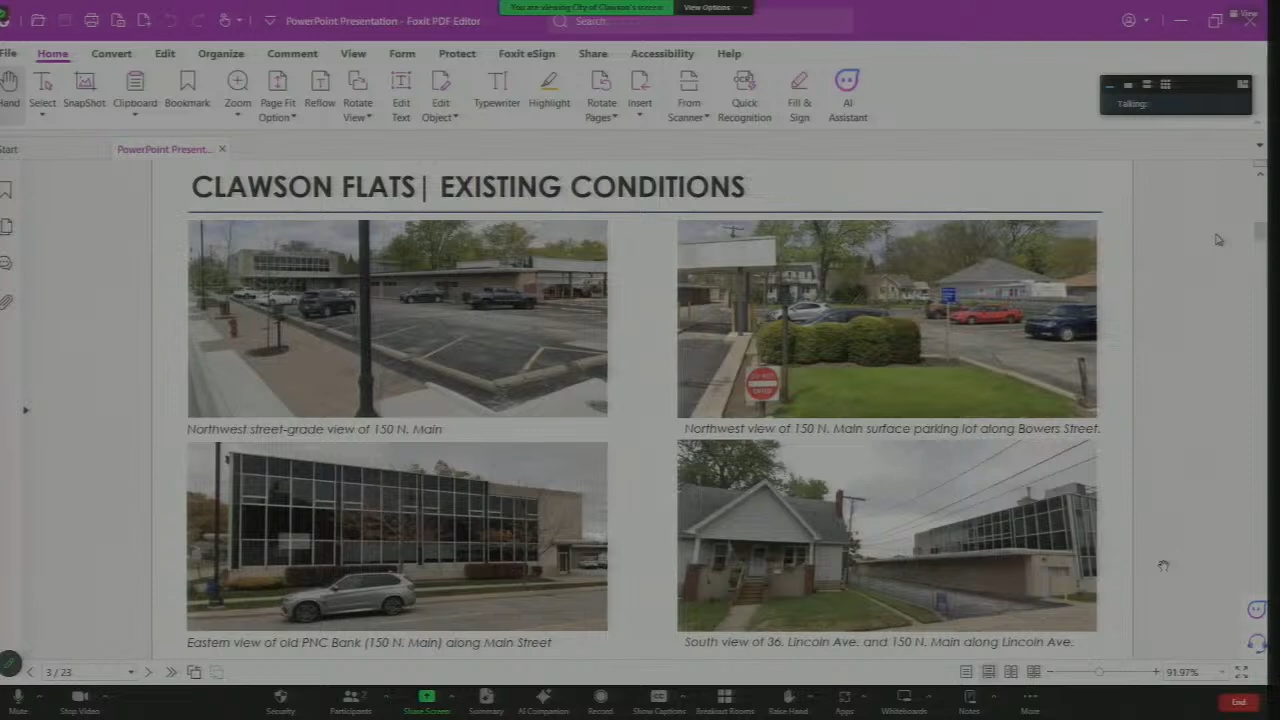 You are viewing City of Clawson's screen View Options
PowerPoint Presentation - Foxit PDF Editor Search View
File Home Convert Edit Organize Comment View Form Protect Foxit eSign Share Accessibility Help
Hand Select SnapShot Clipboard Bookmark Zoom Page Fit Option Reflow Rotate View Edit Text Edit Object Typewriter Highlight Rotate Pages Insert From Scanner OCR Quick Recognition Fill & Sign AI Assistant
Talking:
Start PowerPoint Present...
CLAWSON FLATS| EXISTING CONDITIONS
Northwest street-grade view of 150 N. Main
Northwest view of 150 N. Main surface parking lot along Bowers Street.
Eastern view of old PNC Bank (150 N. Main) along Main Street
South view of 36. Lincoln Ave. and 150 N. Main along Lincoln Ave.
3 / 23 91.97%
Mute Stop Video Security Participants 2 Share Screen Summary AI Companion Record Show Captions Breakout Rooms Raise Hand Apps Whiteboards Notes More End